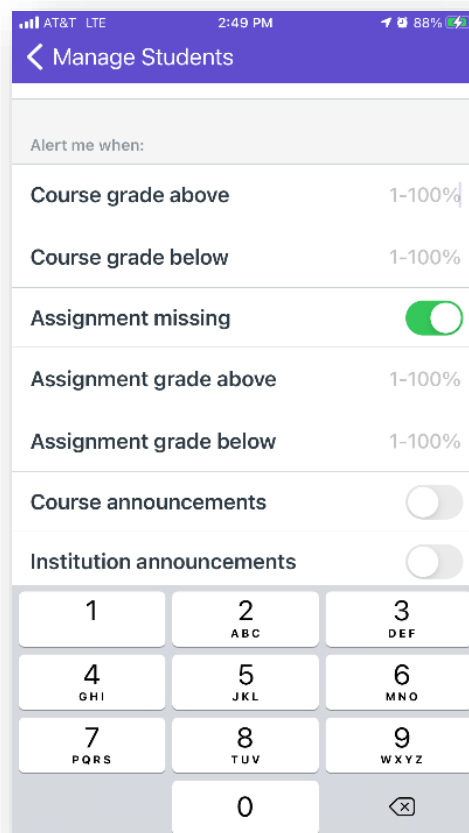 AT&T LTE 2:49 PM 88%
Manage Students
Alert me when:
Course grade above 1-100%
Course grade below 1-100%
Assignment missing
Assignment grade above 1-100%
Assignment grade below 1-100%
Course announcements
Institution announcements
1 2 3
ABC DEF
4 5 6
GHI JKL MNO
7 8 9
PQRS TUV WXYZ
0